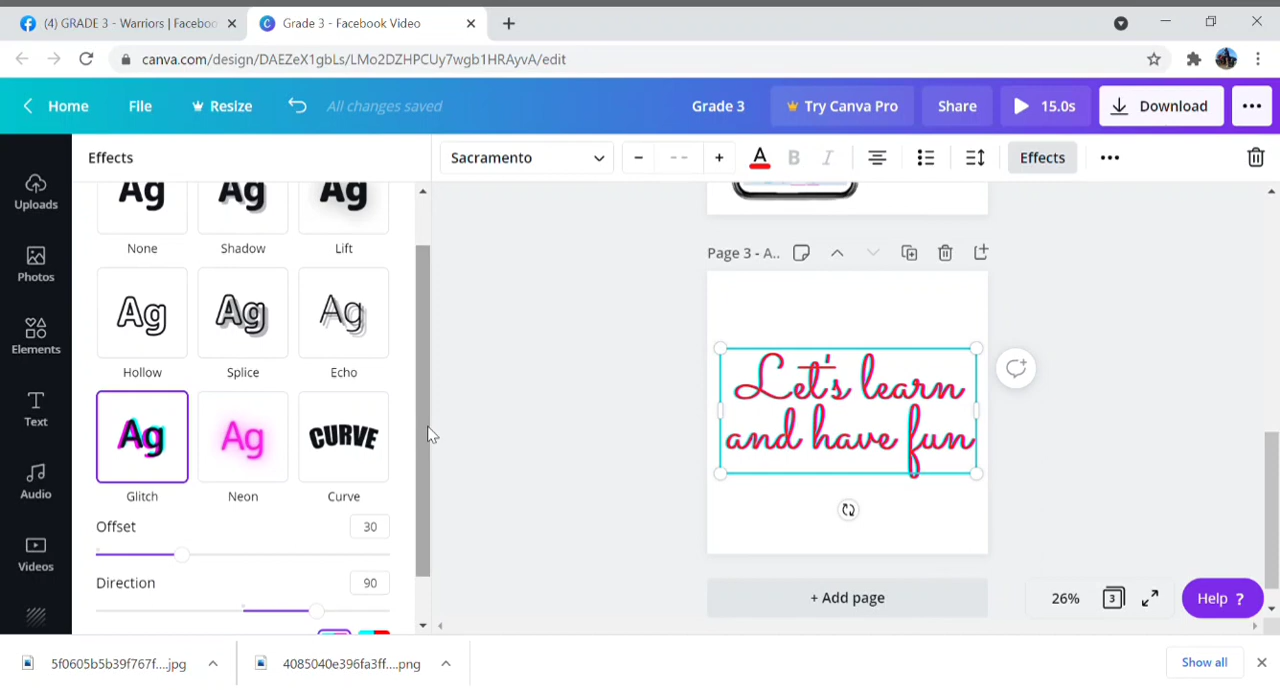 (4) GRADE 3 - Warriors | Faceboo
Grade 3 - Facebook Video
canva.com/design/DAEZeX1gbLs/LMo2DZHPCUy7wgb1HRAyvA/edit
Home
File
Resize
All changes saved
Grade 3
Try Canva Pro
Share
15.0s
Download
Effects
Sacramento
A
B
I
Effects
Uploads
Photos
Elements
Text
Audio
Videos
Ag
Ag
Ag
None
Shadow
Lift
Ag
Ag
Ag
Hollow
Splice
Echo
Ag
Ag
CURVE
Glitch
Neon
Curve
Offset
30
Direction
90
Page 3 - A..
Let's learn
and have fun
+ Add page
26%
3
Help ?
5f0605b5b39f767f....jpg
4085040e396fa3ff....png
Show all